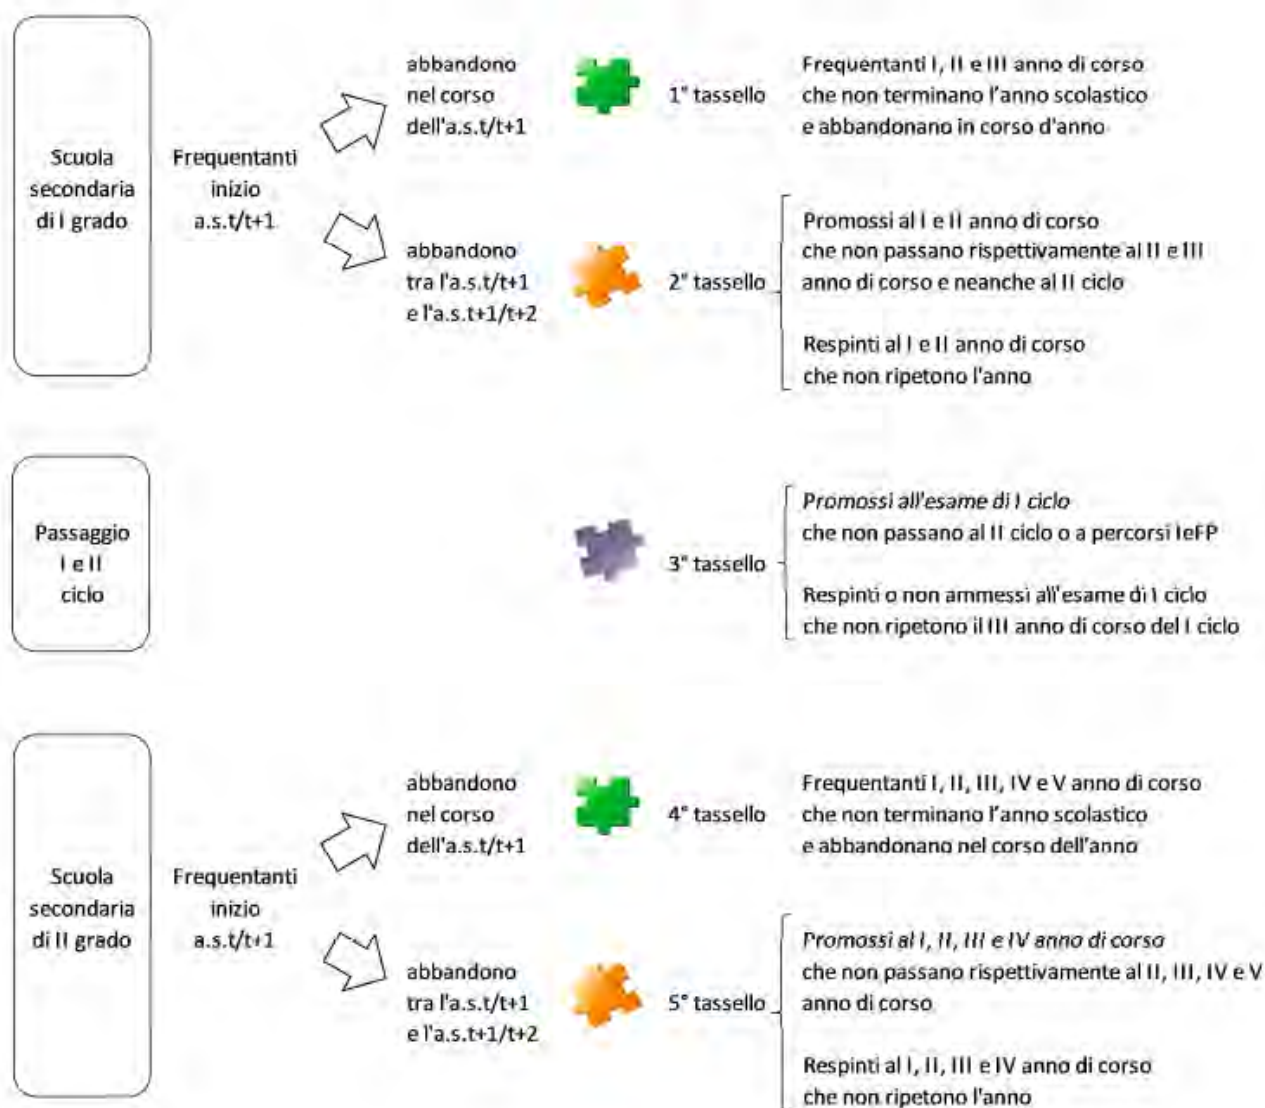 Scuola
secondaria
di I grado
Frequentanti
inizio
a.s.t/t+1
abbandono
nel corso
dell'a.s.t/t+1
1° tassello
Frequentanti I, II e III anno di corso
che non terminano l'anno scolastico
e abbandonano in corso d'anno
abbandono
tra l'a.s.t/t+1
e l'a.s.t+1/t+2
2° tassello
Promossi al I e II anno di corso
che non passano rispettivamente al II e III
anno di corso e neanche al II ciclo
Respinti al I e II anno di corso
che non ripetono l'anno
Passaggio
I e II
ciclo
3° tassello
Promossi all'esame di I ciclo
che non passano al II ciclo o a percorsi IeFP
Respinti o non ammessi all'esame di I ciclo
che non ripetono il III anno di corso del I ciclo
Scuola
secondaria
di II grado
Frequentanti
inizio
a.s.t/t+1
abbandono
nel corso
dell'a.s.t/t+1
4° tassello
Frequentanti I, II, III, IV e V anno di corso
che non terminano l'anno scolastico
e abbandonano nel corso dell'anno
abbandono
tra l'a.s.t/t+1
e l'a.s.t+1/t+2
5° tassello
Promossi al I, II, III e IV anno di corso
che non passano rispettivamente al II, III, IV e V
anno di corso
Respinti al I, II, III e IV anno di corso
che non ripetono l'anno